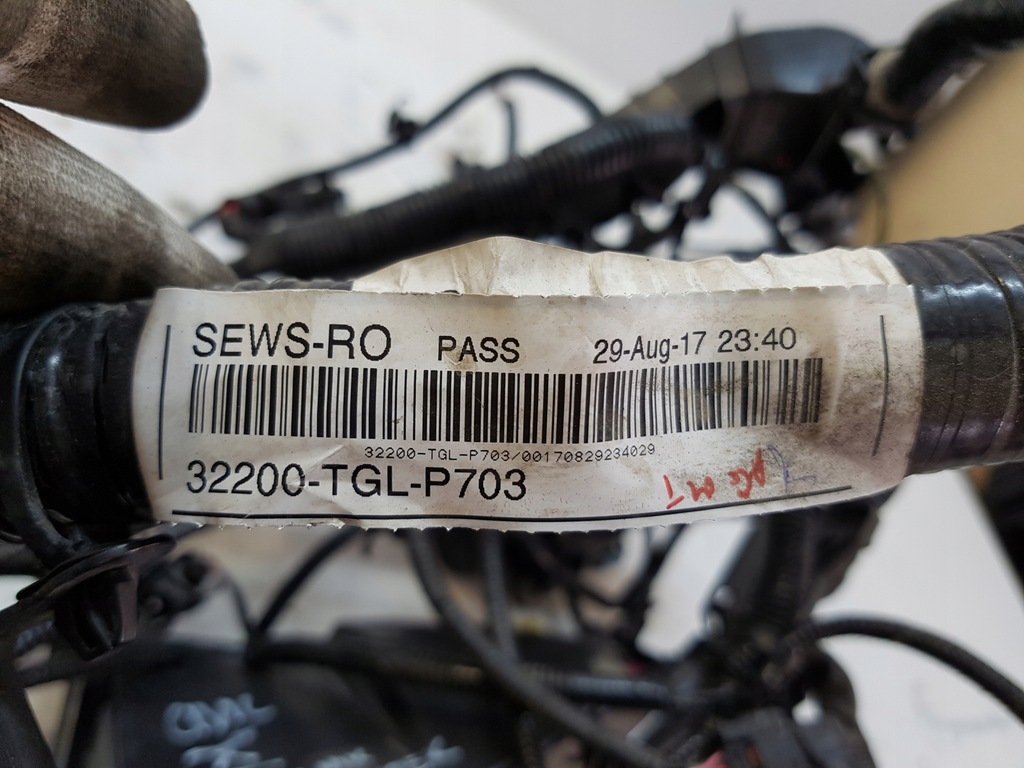 SEWS-RO PASS 29-Aug-17 23:40
32200-TGL-P703/00170829234029
32200-TGL-P703